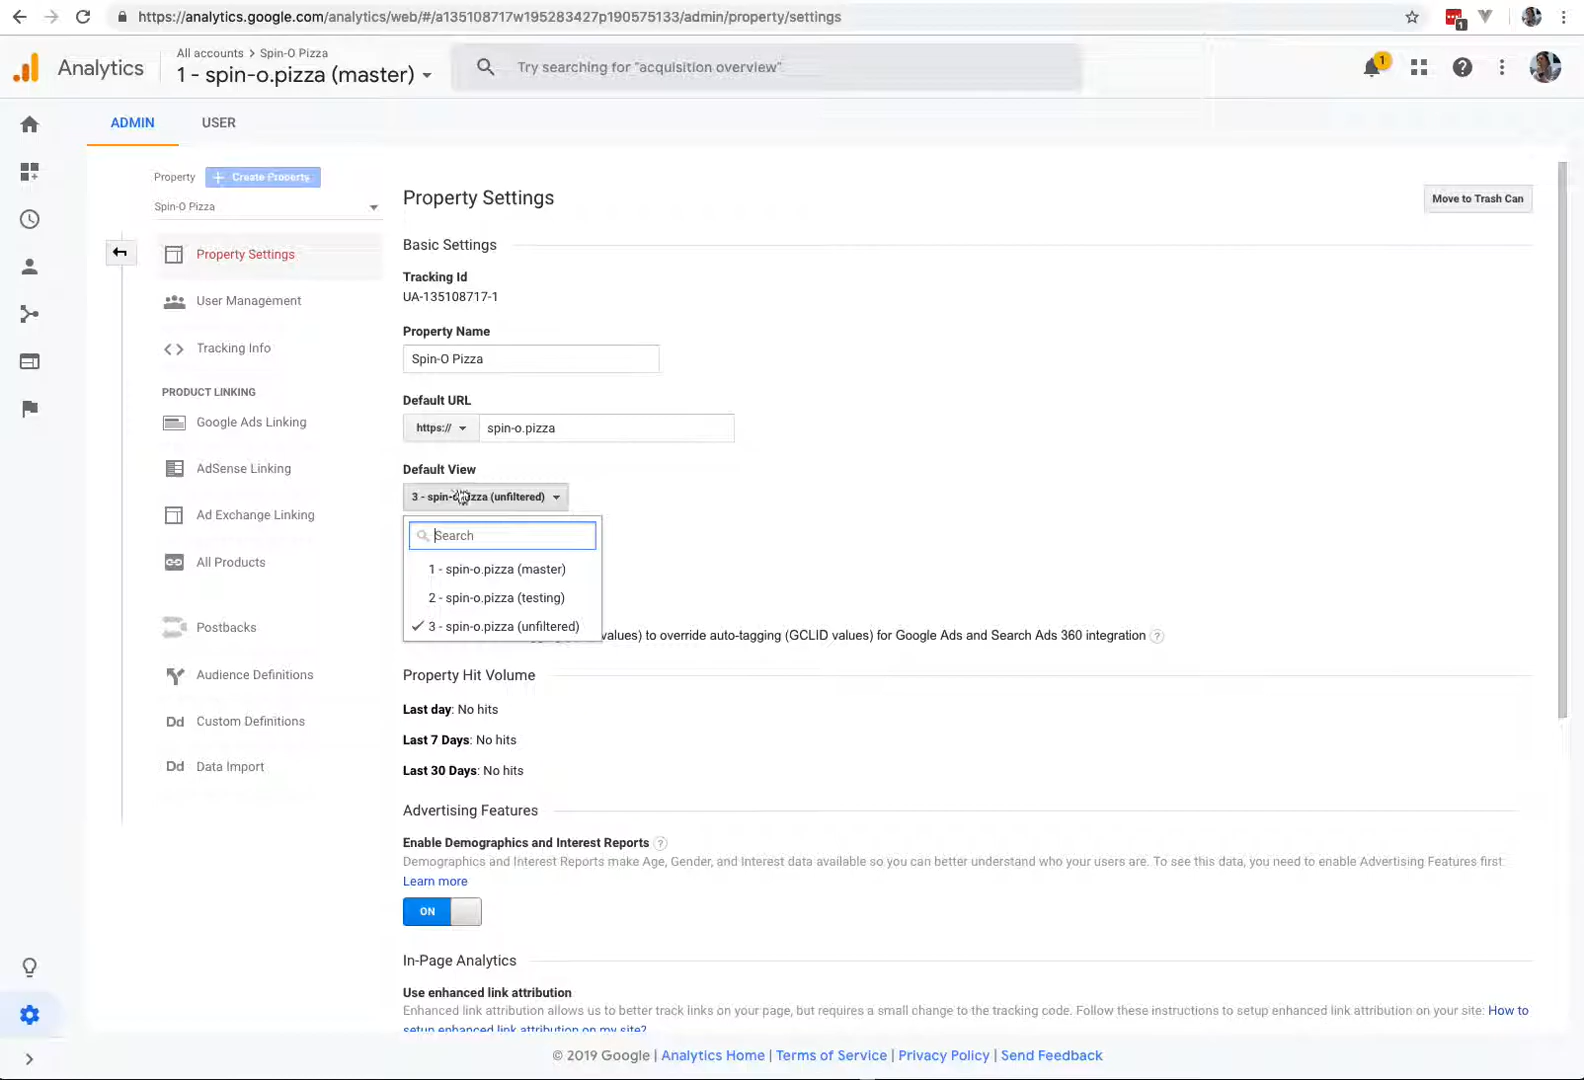 https://analytics.google.com/analytics/web/#/a135108717w195283427p190575133/admin/property/settings
1
Analytics
All accounts > Spin-O Pizza
1 - spin-o.pizza (master)
Try searching for "acquisition overview"
1
ADMIN
USER
Property
+ Create Property
Spin-O Pizza
Property Settings
User Management
Tracking Info
PRODUCT LINKING
Google Ads Linking
AdSense Linking
Ad Exchange Linking
All Products
Postbacks
Audience Definitions
Dd Custom Definitions
Dd Data Import
Property Settings
Move to Trash Can
Basic Settings
Tracking Id
UA-135108717-1
Property Name
Spin-O Pizza
Default URL
https://
spin-o.pizza
Default View
3 - spin-o.pizza (unfiltered)
Search
1 - spin-o.pizza (master)
2 - spin-o.pizza (testing)
3 - spin-o.pizza (unfiltered)
values) to override auto-tagging (GCLID values) for Google Ads and Search Ads 360 integration ?
Property Hit Volume
Last day: No hits
Last 7 Days: No hits
Last 30 Days: No hits
Advertising Features
Enable Demographics and Interest Reports ?
Demographics and Interest Reports make Age, Gender, and Interest data available so you can better understand who your users are. To see this data, you need to enable Advertising Features first.
Learn more
ON
In-Page Analytics
Use enhanced link attribution
Enhanced link attribution allows us to better track links on your page, but requires a small change to the tracking code. Follow these instructions to setup enhanced link attribution on your site: How to
setup enhanced link attribution on my site?
© 2019 Google | Analytics Home | Terms of Service | Privacy Policy | Send Feedback